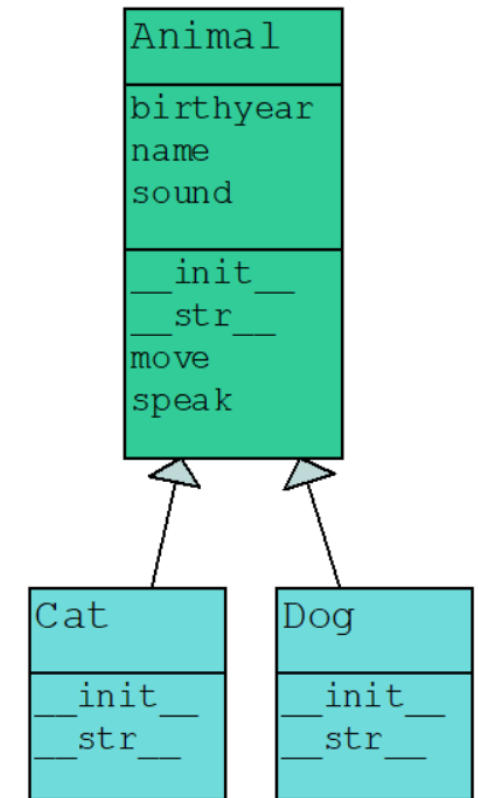 Animal
birthyear
name
sound
__init__
__str__
move
speak
Cat
__init__
__str__
Dog
__init__
__str__